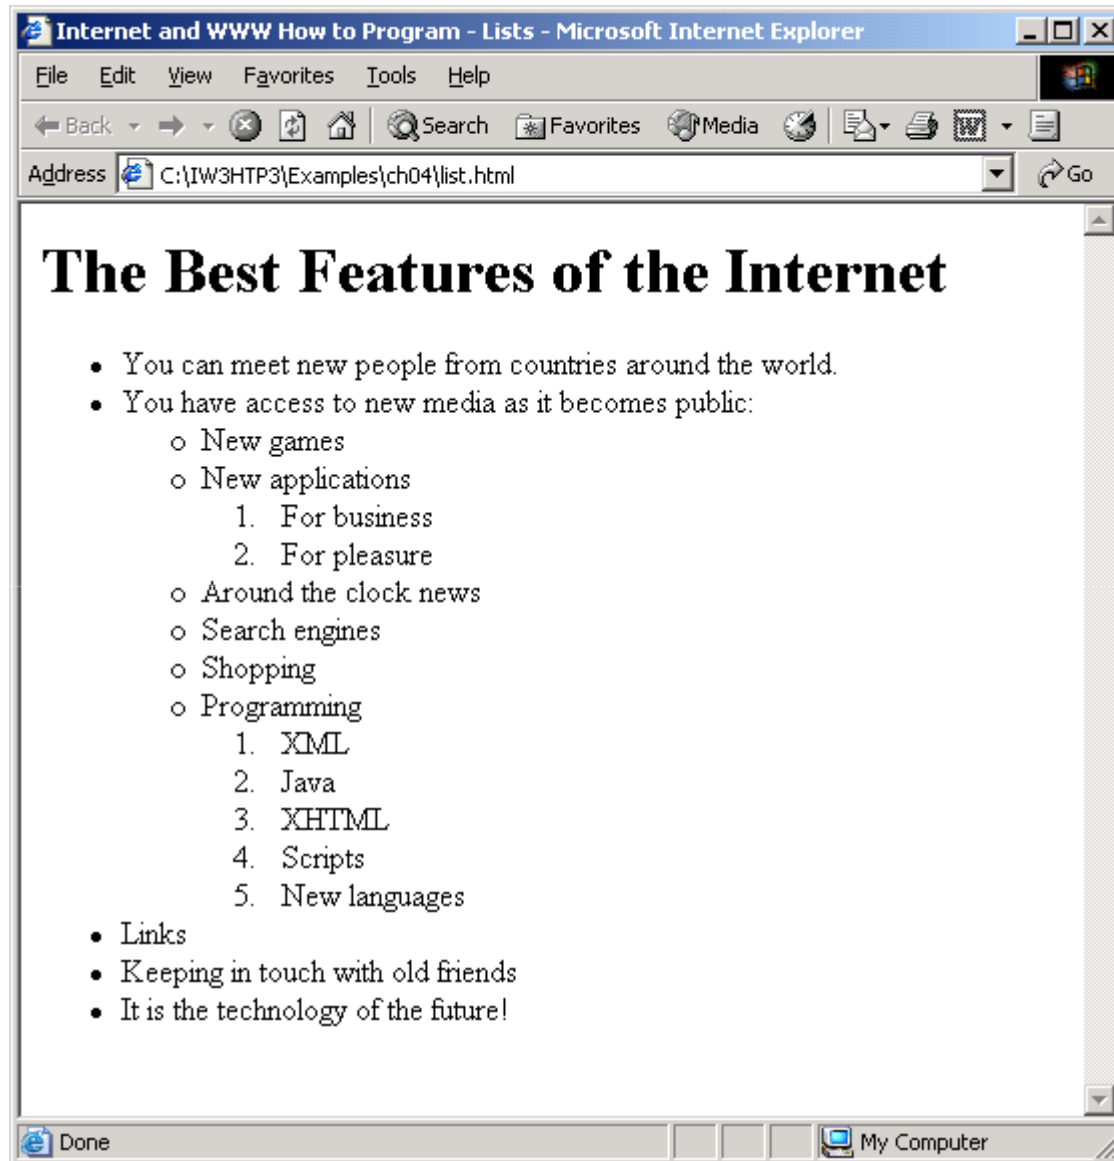 Internet and WWW How to Program - Lists - Microsoft Internet Explorer
File Edit View Favorites Tools Help
Back Search Favorites Media
Address C:\IW3HTP3\Examples\ch04\list.html Go
The Best Features of the Internet
• You can meet new people from countries around the world.
• You have access to new media as it becomes public:
o New games
o New applications
1. For business
2. For pleasure
o Around the clock news
o Search engines
o Shopping
o Programming
1. XML
2. Java
3. XHTML
4. Scripts
5. New languages
• Links
• Keeping in touch with old friends
• It is the technology of the future!
Done My Computer